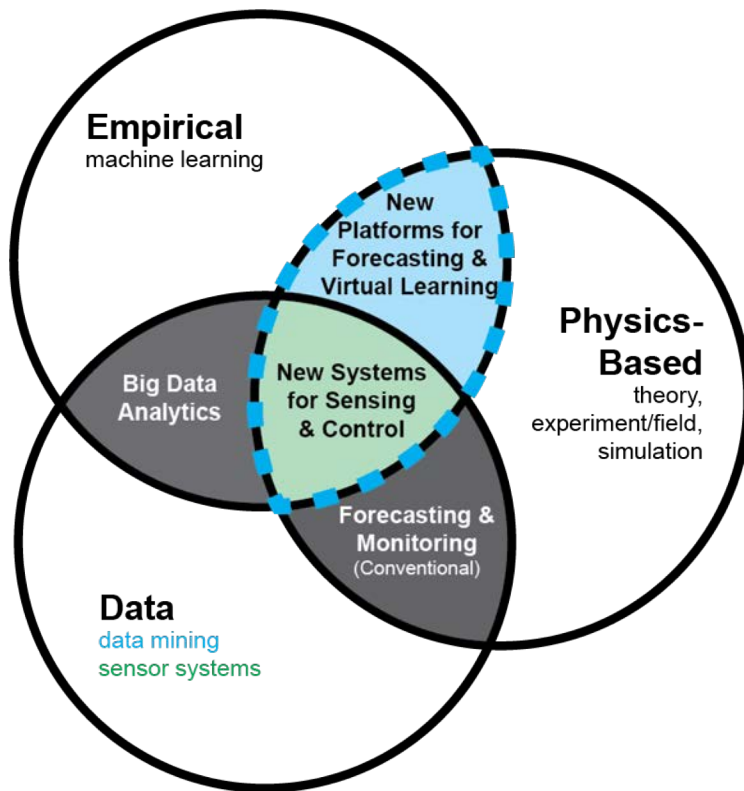 Empirical
machine learning
New
Platforms for
Forecasting &
Virtual Learning
Physics-
Based
theory,
experiment/field,
simulation
Big Data
Analytics
New Systems
for Sensing
& Control
Forecasting &
Monitoring
(Conventional)
Data
data mining
sensor systems